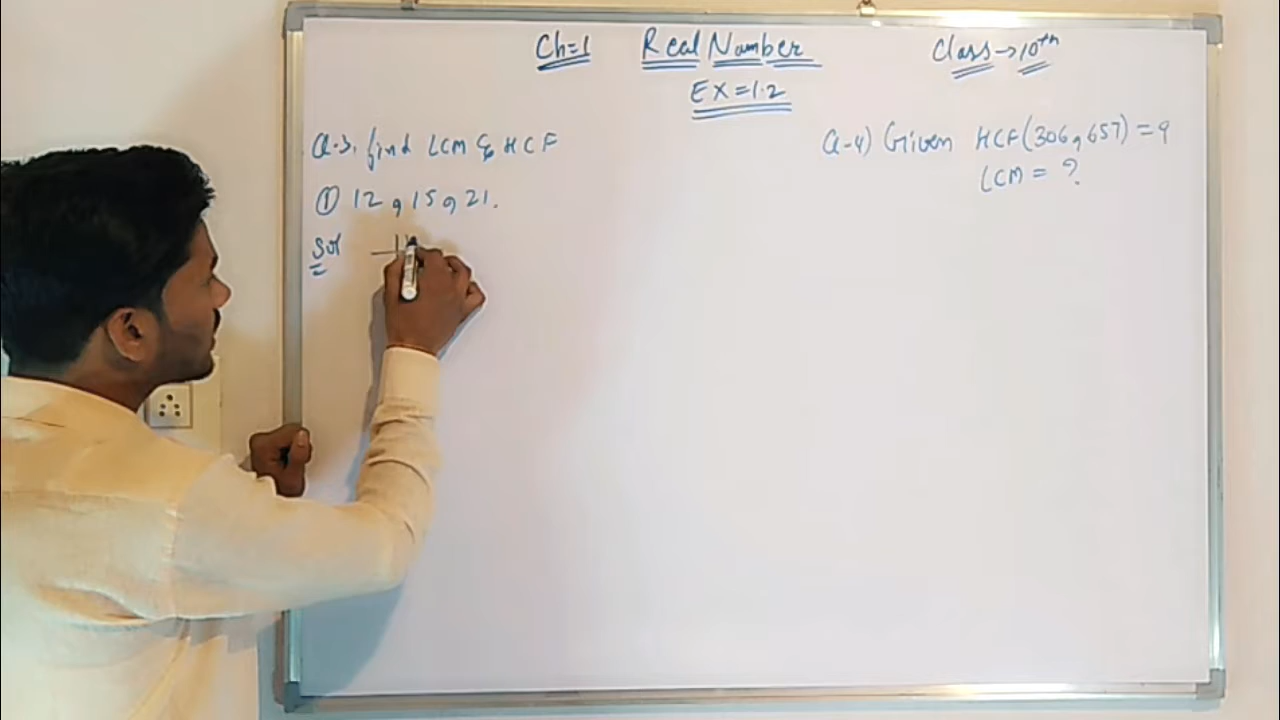 Ch=1 Real Number Class→10th
EX=1.2
Q-3. find LCM & HCF
① 12, 15, 21.
Sol
Q-4) Given HCF(306, 657) = 9
LCM = ?